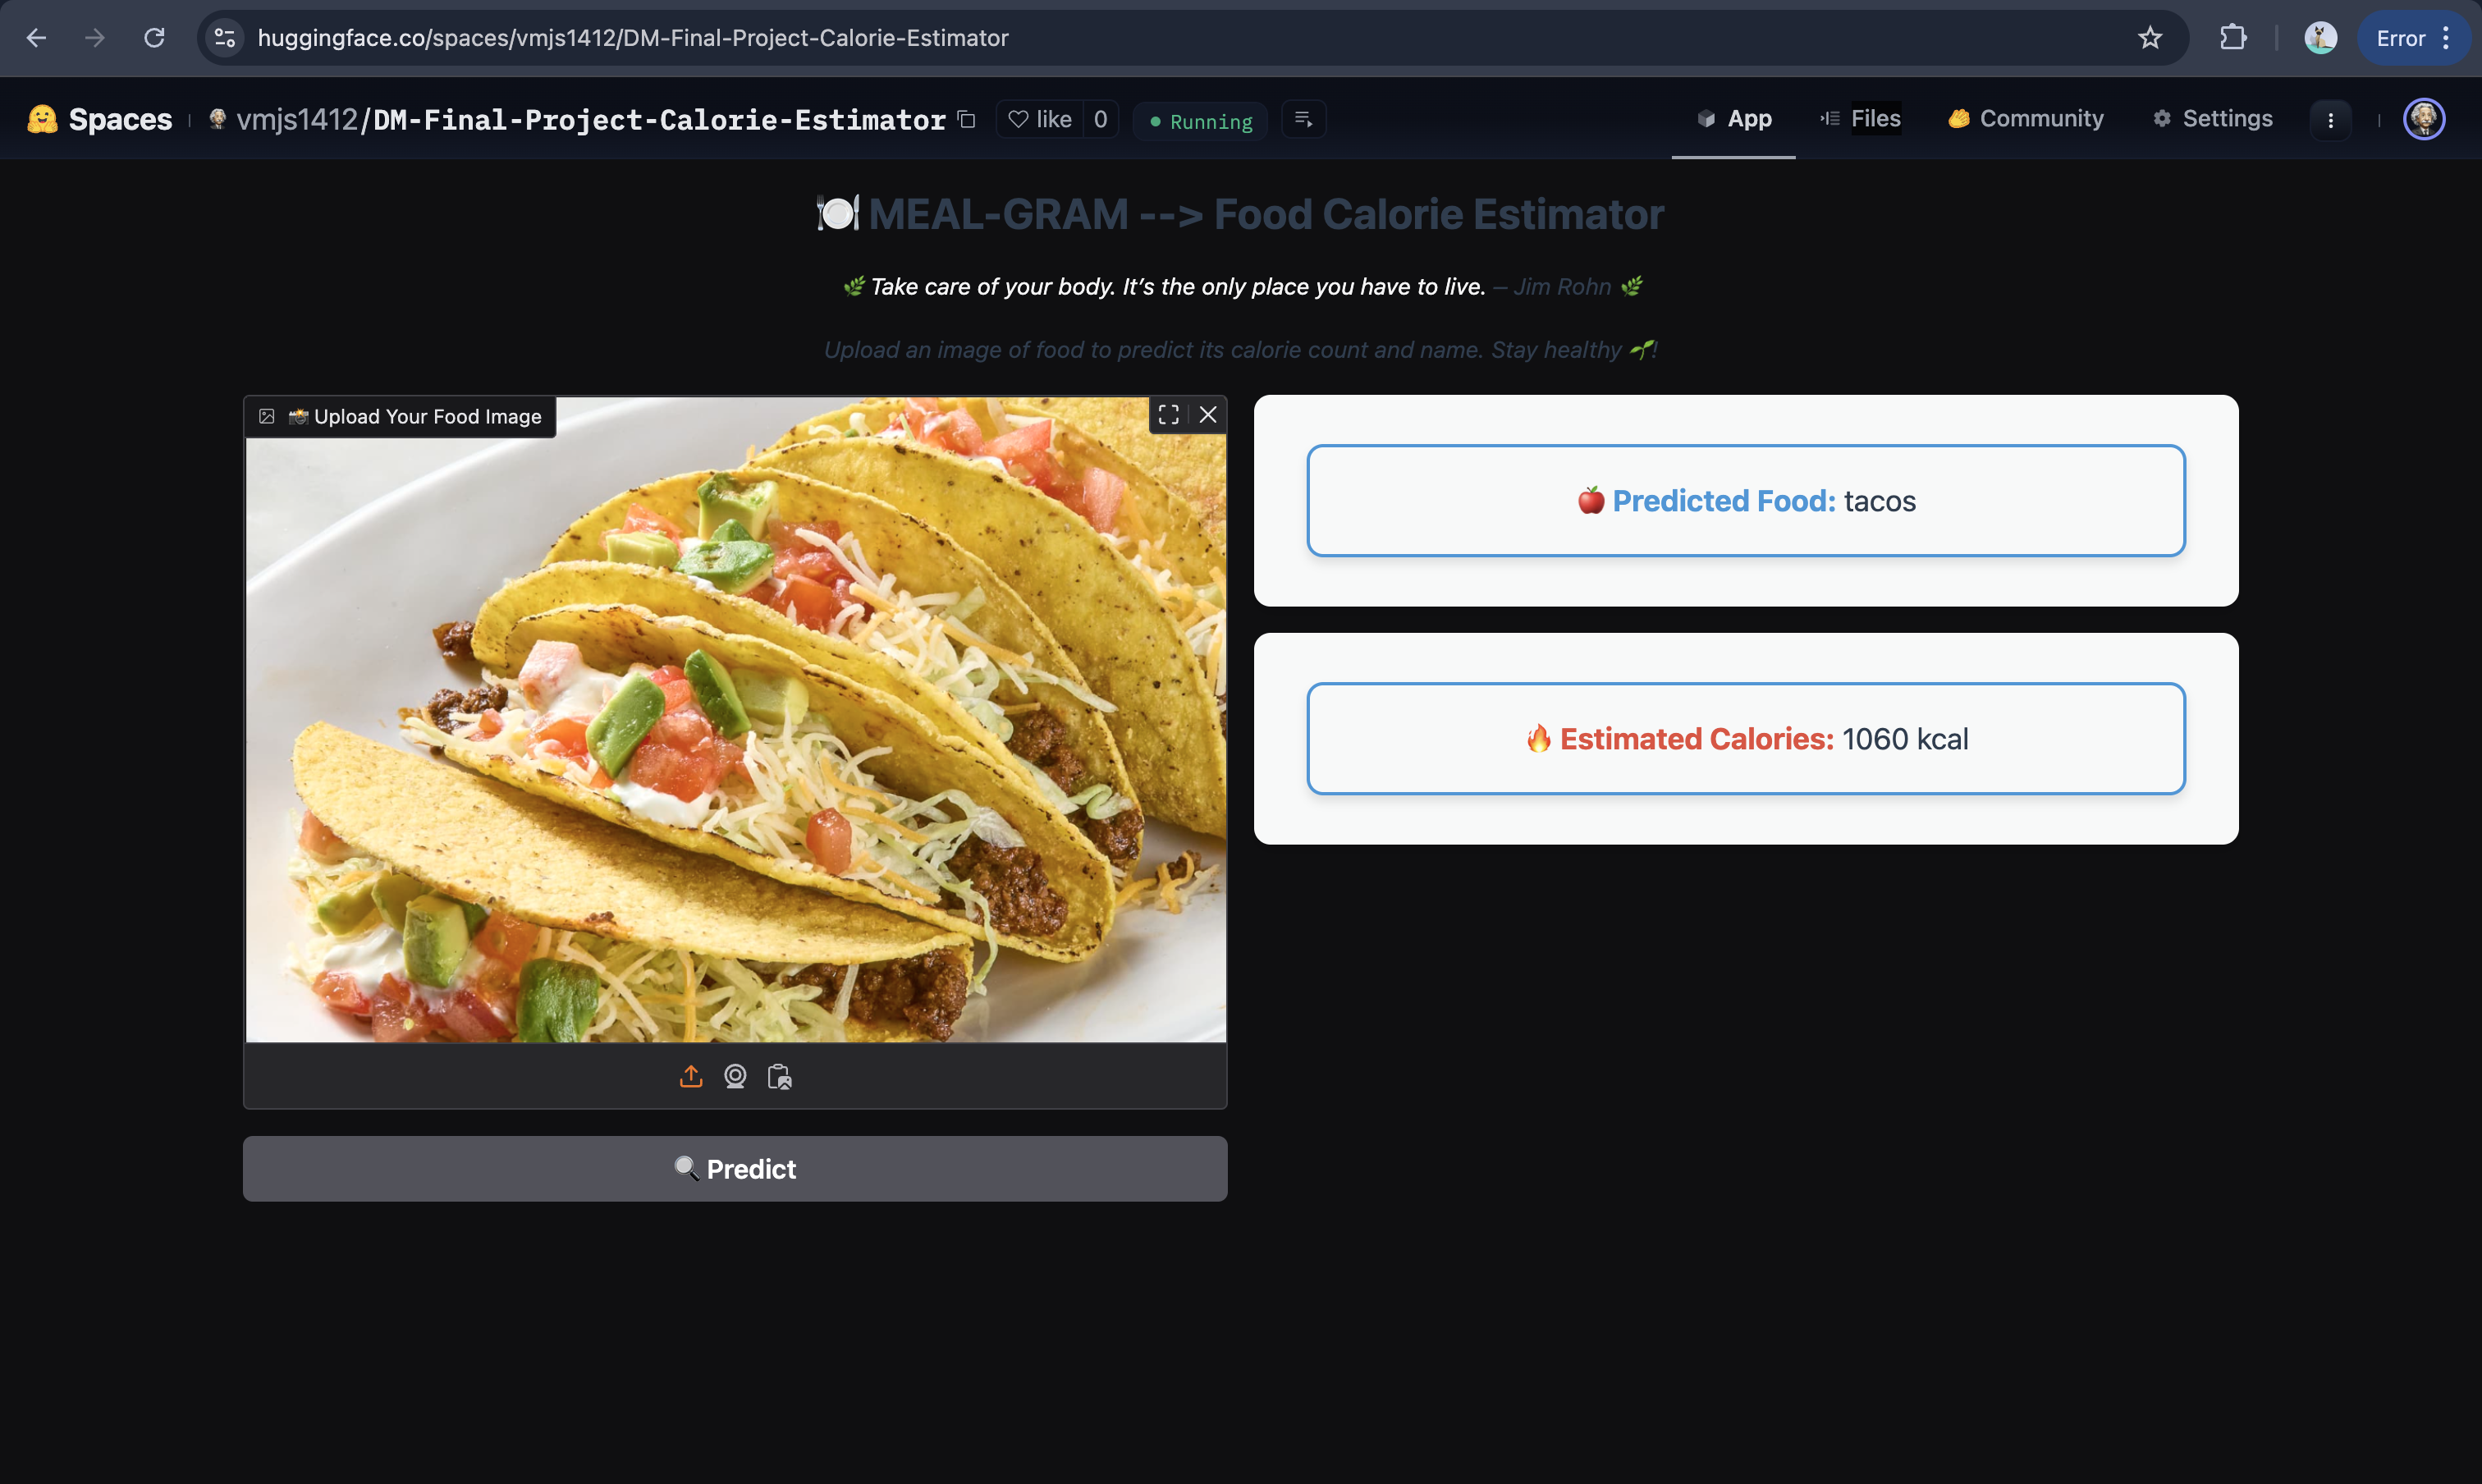 huggingface.co/spaces/vmjs1412/DM-Final-Project-Calorie-Estimator
Error
Spaces vmjs1412/DM-Final-Project-Calorie-Estimator like 0 Running App Files Community Settings
🍽️ MEAL-GRAM --> Food Calorie Estimator
🌿 Take care of your body. It’s the only place you have to live. — Jim Rohn 🌿
Upload an image of food to predict its calorie count and name. Stay healthy 🌱!
📸 Upload Your Food Image
🍎 Predicted Food: tacos
🔥 Estimated Calories: 1060 kcal
🔍 Predict